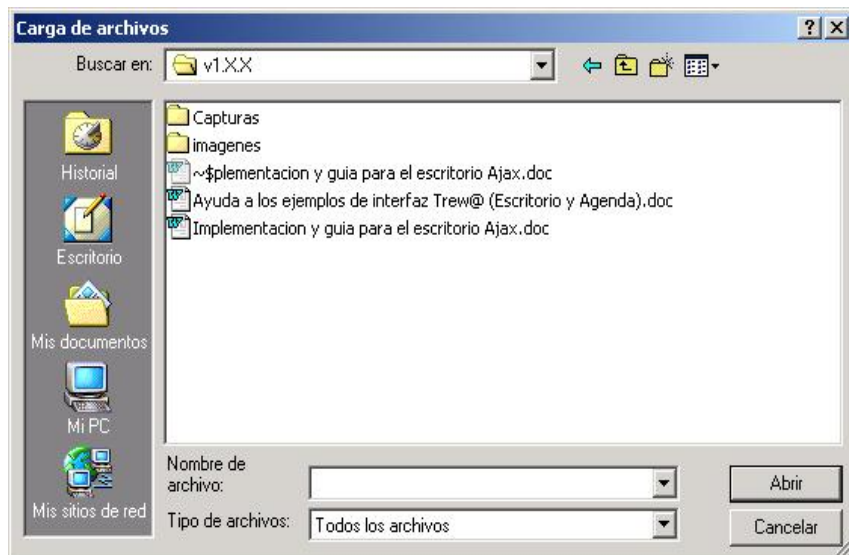 Carga de archivos
Buscar en: v1.X.X
Capturas
imagenes
~$plementacion y guia para el escritorio Ajax.doc
Ayuda a los ejemplos de interfaz Trew@ (Escritorio y Agenda).doc
Implementacion y guia para el escritorio Ajax.doc
Historial
Escritorio
Mis documentos
Mi PC
Mis sitios de red
Nombre de
archivo:
Abrir
Tipo de archivos: Todos los archivos
Cancelar